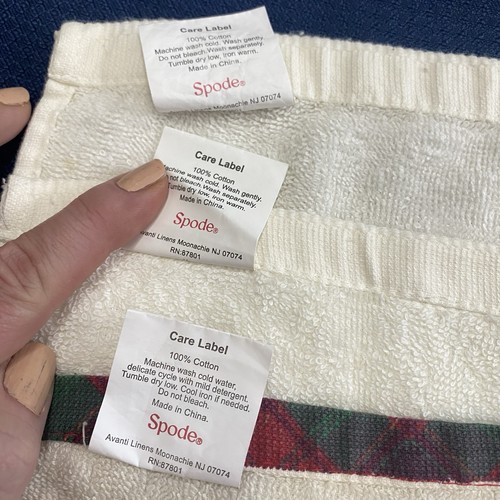 Care Label
100% Cotton
Machine wash cold. Wash gently.
Do not bleach. Wash separately.
Tumble dry low, iron warm.
Made in China.
Spode®
Moonachie NJ 07074
Care Label
100% Cotton
wash cold. Wash gently.
not bleach. Wash separately.
Tumble dry low, iron warm.
Made in China.
Spode®
Avanti Linens Moonachie NJ 07074
RN:87801
Care Label
100% Cotton
Machine wash cold water,
delicate cycle with mild detergent.
Tumble dry low. Cool iron if needed.
Do not bleach.
Made in China.
Spode®
Avanti Linens Moonachie NJ 07074
RN:87801